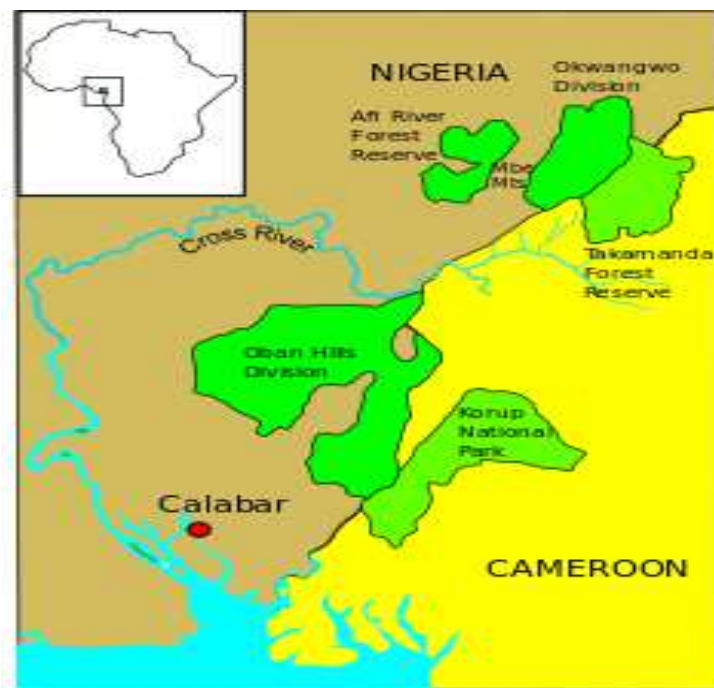 NIGERIA
Okwangwo
Division
Afi River
Forest
Reserve
Mbe
Mts
Cross River
Takamanda
Forest
Reserve
Oban Hills
Division
Korup
National
Park
Calabar
CAMEROON